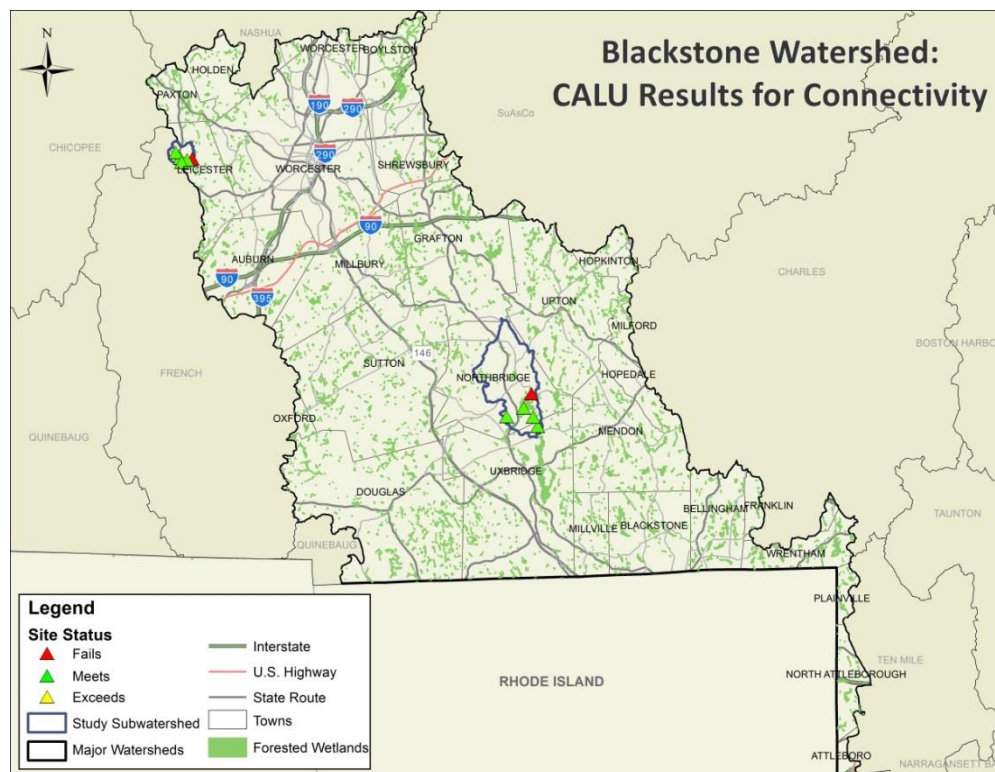 Blackstone Watershed:
CALU Results for Connectivity
N
NASHUA
WORCESTER
BOYLSTON
HOLDEN
PAXTON
190
290
SuAsCo
CHICOPEE
290
LEICESTER
WORCESTER
SHREWSBURY
90
GRAFTON
AUBURN
MILLBURY
HOPKINTON
90
395
CHARLES
UPTON
MILFORD
BOSTON HARBO
146
SUTTON
FRENCH
NORTHBRIDGE
HOPEDALE
OXFORD
MENDON
QUINEBAUG
UXBRIDGE
DOUGLAS
BELLINGHAM
FRANKLIN
TAUNTON
MILLVILLE
BLACKSTONE
QUINEBAUG
WRENTHAM
PLAINVILLE
TEN MILE
NORTH ATTLEBOROUGH
RHODE ISLAND
ATTLEBORO
NARRAGANSETT BA
Legend
Site Status
Fails
Meets
Exceeds
Study Subwatershed
Major Watersheds
Interstate
U.S. Highway
State Route
Towns
Forested Wetlands